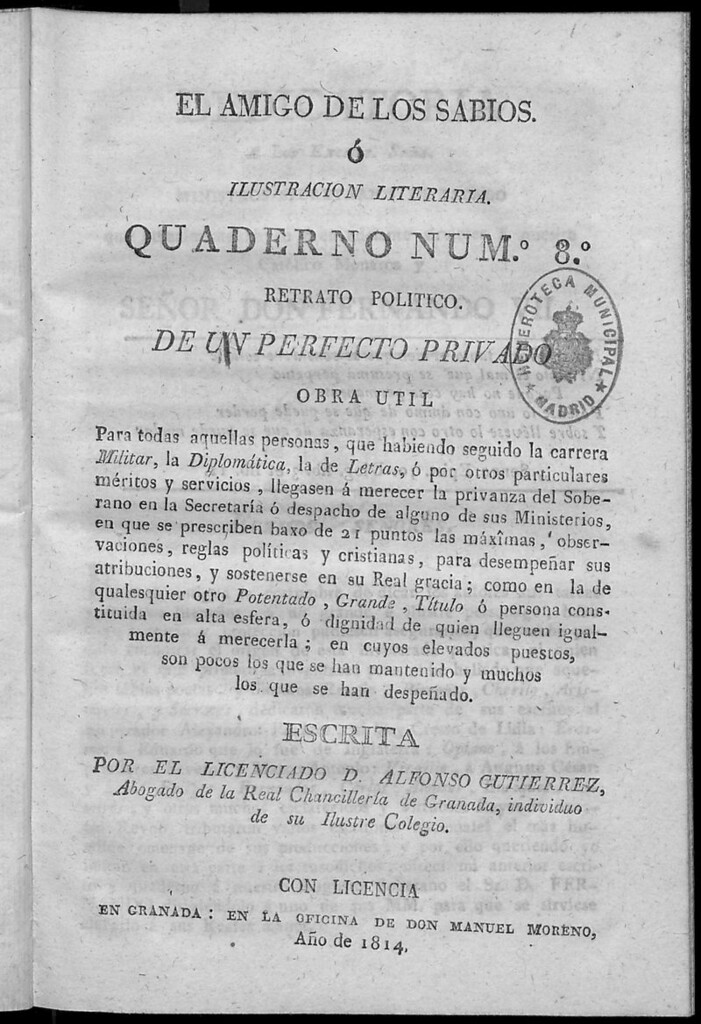 EL AMIGO DE LOS SABIOS.
Ó
ILUSTRACION LITERARIA.
QUADERNO NUM.º 8.º
RETRATO POLITICO.
DE UN PERFECTO PRIVADO
HEMEROTECA MUNICIPAL
★ MADRID ★
OBRA UTIL
Para todas aquellas personas, que habiendo seguido la carrera
Militar, la Diplomática, la de Letras, ó por otros particulares
méritos y servicios, llegasen á merecer la privanza del Sobe-
rano en la Secretaría ó despacho de alguno de sus Ministerios,
en que se prescriben baxo de 21 puntos las máxîmas, obser-
vaciones, reglas políticas y cristianas, para desempeñar sus
atribuciones, y sostenerse en su Real gracia; como en la de
qualesquier otro Potentado, Grande, Título ó persona cons-
tituida en alta esfera, ó dignidad de quien lleguen igual-
mente á merecerla; en cuyos elevados puestos,
son pocos los que se han mantenido y muchos
los que se han despeñado.
ESCRITA
POR EL LICENCIADO D. ALFONSO GUTIERREZ,
Abogado de la Real Chancillería de Granada, individuo
de su Ilustre Colegio.
CON LICENCIA
EN GRANADA: EN LA OFICINA DE DON MANUEL MORENO,
Año de 1814.